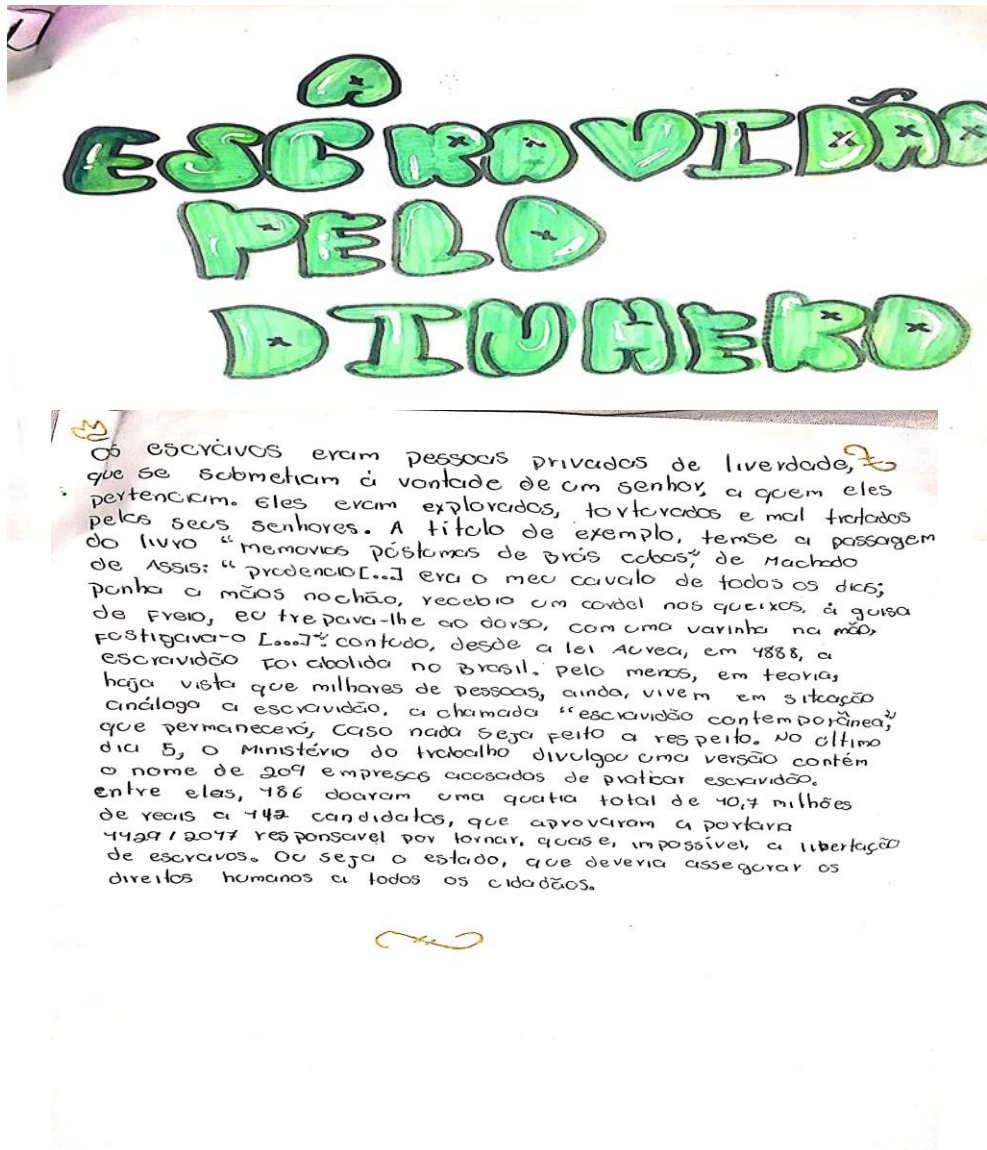 A
ESCRAVIDÃO
PELO
DINHERO
Os escrávos eram pessoas privadas de liverdade,
que se submetiam à vontade de um senhor, a quem eles
pertenciam. Eles eram explorados, torturados e mal tratados
pelos seus senhores. A título de exemplo, temse a passagem
do livro "memorios póstumas de Brás cubas", de Machado
de Assis: "prudencio[...] era o meu cavalo de todos os dias;
punha a mãos nochão, recebia um cordel nos queixos, à guisa
de Freio, eu trepava-lhe ao dorso, com uma varinha na mão,
Fustigava-o [...]". contudo, desde a lei Aurea, em 1888, a
escravidão Foi abolida no Brasil. pelo menos, em teoria,
haja vista que milhares de pessoas, ainda, vivem em situação
análoga a escravidão, a chamada "escravidão contemporânea",
que permanecerá, caso nada seja feito a respeito. No último
dia 5, o Ministério do trabalho divulgou uma versão contém
o nome de 209 empresas acusados de praticar escravidão.
entre elas, 186 doaram uma quatia total de 10,7 milhões
de reais a 142 candidatos, que aprovaram a portara
1129/2017 responsavel por tornar, quase, impossível, a libertação
de escravos. Ou seja o estado, que deveria assegurar os
direitos humanos a todos os cidadãos.